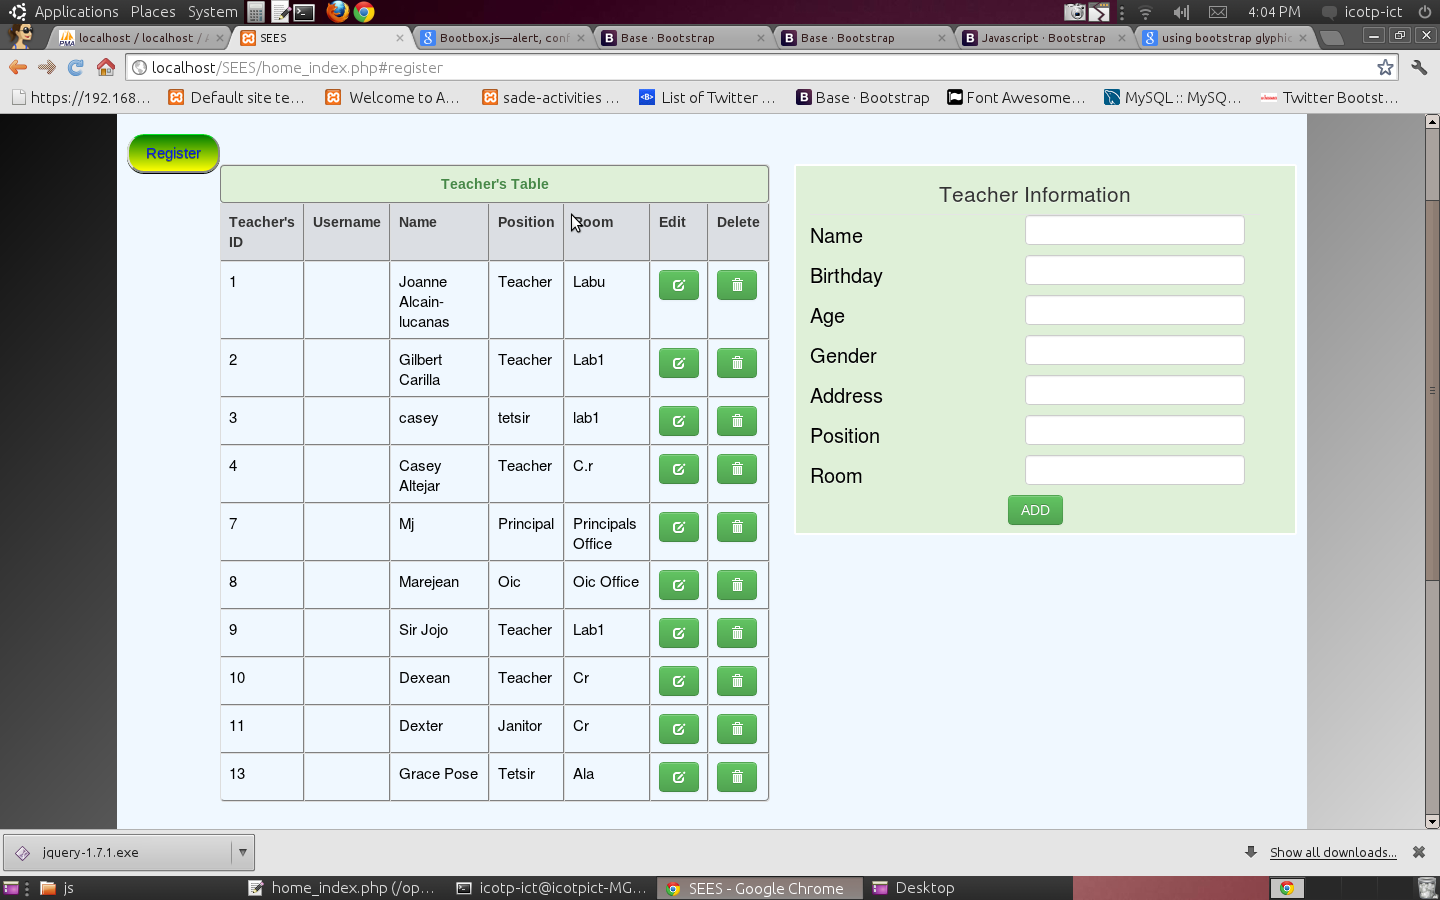 Applications Places System
4:04 PM
icotp-ict
localhost / localhost /
SEES
Bootbox.js—alert, conf
Base · Bootstrap
Base · Bootstrap
Javascript · Bootstrap
using bootstrap glyphic
localhost/SEES/home_index.php#register
https://192.168...
Default site te...
Welcome to A...
sade-activities ...
List of Twitter ...
Base · Bootstrap
Font Awesome...
MySQL :: MySQ...
Twitter Bootst...
Register
Teacher's Table
Teacher's ID Username Name Position Room Edit Delete
1 Joanne Alcain-lucanas Teacher Labu
2 Gilbert Carilla Teacher Lab1
3 casey tetsir lab1
4 Casey Altejar Teacher C.r
7 Mj Principal Principals Office
8 Marejean Oic Oic Office
9 Sir Jojo Teacher Lab1
10 Dexean Teacher Cr
11 Dexter Janitor Cr
13 Grace Pose Tetsir Ala
Teacher Information
Name
Birthday
Age
Gender
Address
Position
Room
ADD
jquery-1.7.1.exe
Show all downloads...
js
home_index.php (/op...
icotp-ict@icotpict-MG...
SEES - Google Chrome
Desktop